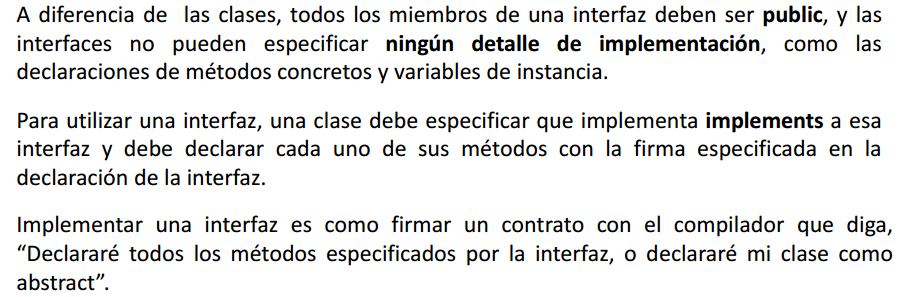 A diferencia de las clases, todos los miembros de una interfaz deben ser public, y las
interfaces no pueden especificar ningún detalle de implementación, como las
declaraciones de métodos concretos y variables de instancia.
Para utilizar una interfaz, una clase debe especificar que implementa implements a esa
interfaz y debe declarar cada uno de sus métodos con la firma especificada en la
declaración de la interfaz.
Implementar una interfaz es como firmar un contrato con el compilador que diga,
“Declararé todos los métodos especificados por la interfaz, o declararé mi clase como
abstract”.